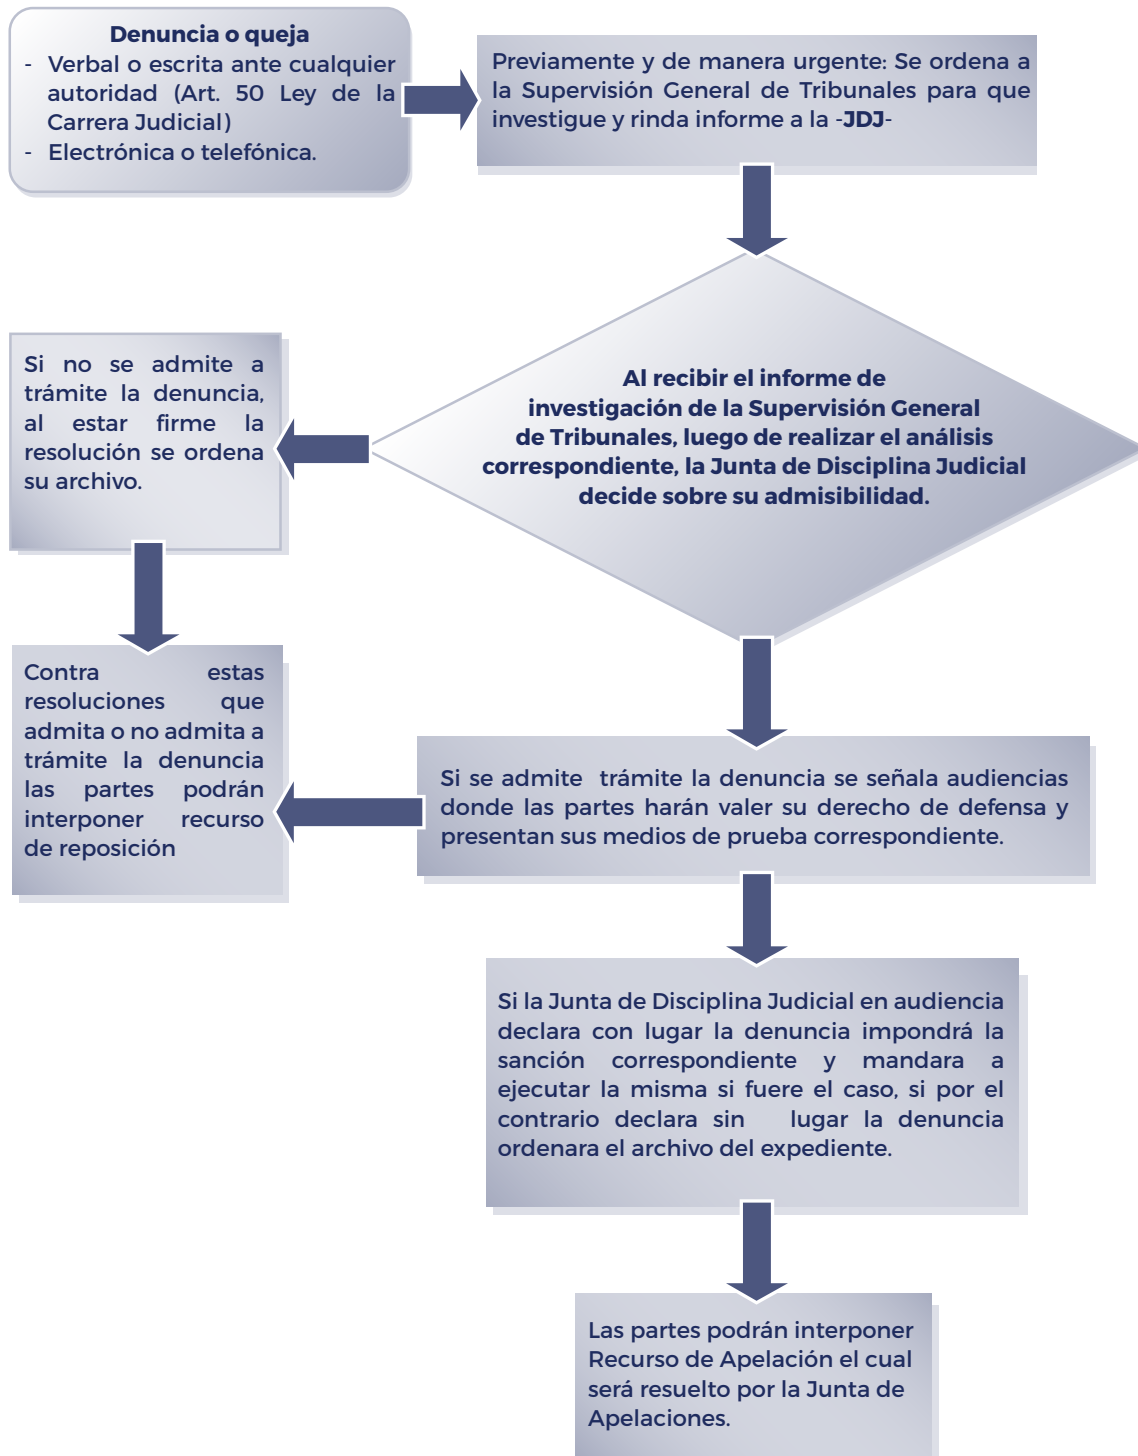 Denuncia o queja
- Verbal o escrita ante cualquier
autoridad (Art. 50 Ley de la
Carrera Judicial)
- Electrónica o telefónica.
Previamente y de manera urgente: Se ordena a
la Supervisión General de Tribunales para que
investigue y rinda informe a la -JDJ-
Al recibir el informe de
investigación de la Supervisión General
de Tribunales, luego de realizar el análisis
correspondiente, la Junta de Disciplina Judicial
decide sobre su admisibilidad.
Si no se admite a
trámite la denuncia,
al estar firme la
resolución se ordena
su archivo.
Contra estas
resoluciones que
admita o no admita a
trámite la denuncia
las partes podrán
interponer recurso
de reposición
Si se admite trámite la denuncia se señala audiencias
donde las partes harán valer su derecho de defensa y
presentan sus medios de prueba correspondiente.
Si la Junta de Disciplina Judicial en audiencia
declara con lugar la denuncia impondrá la
sanción correspondiente y mandara a
ejecutar la misma si fuere el caso, si por el
contrario declara sin lugar la denuncia
ordenara el archivo del expediente.
Las partes podrán interponer
Recurso de Apelación el cual
será resuelto por la Junta de
Apelaciones.